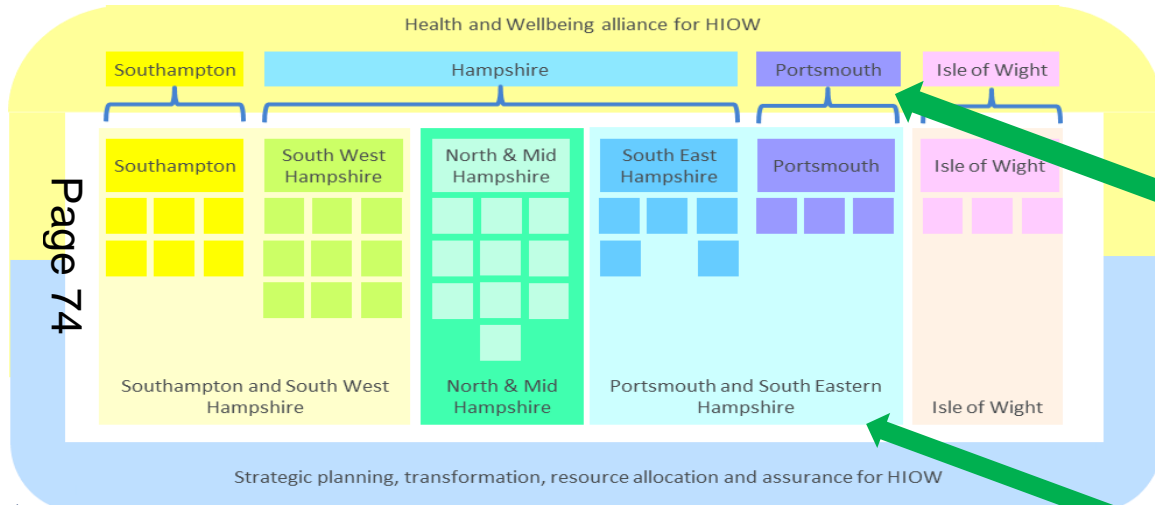 Health and Wellbeing alliance for HIOW
Southampton
Hampshire
Portsmouth
Isle of Wight
Southampton
South West
Hampshire
North & Mid
Hampshire
South East
Hampshire
Portsmouth
Isle of Wight
Page 74
Southampton and South West
Hampshire
North & Mid
Hampshire
Portsmouth and South Eastern
Hampshire
Isle of Wight
Strategic planning, transformation, resource allocation and assurance for HIOW